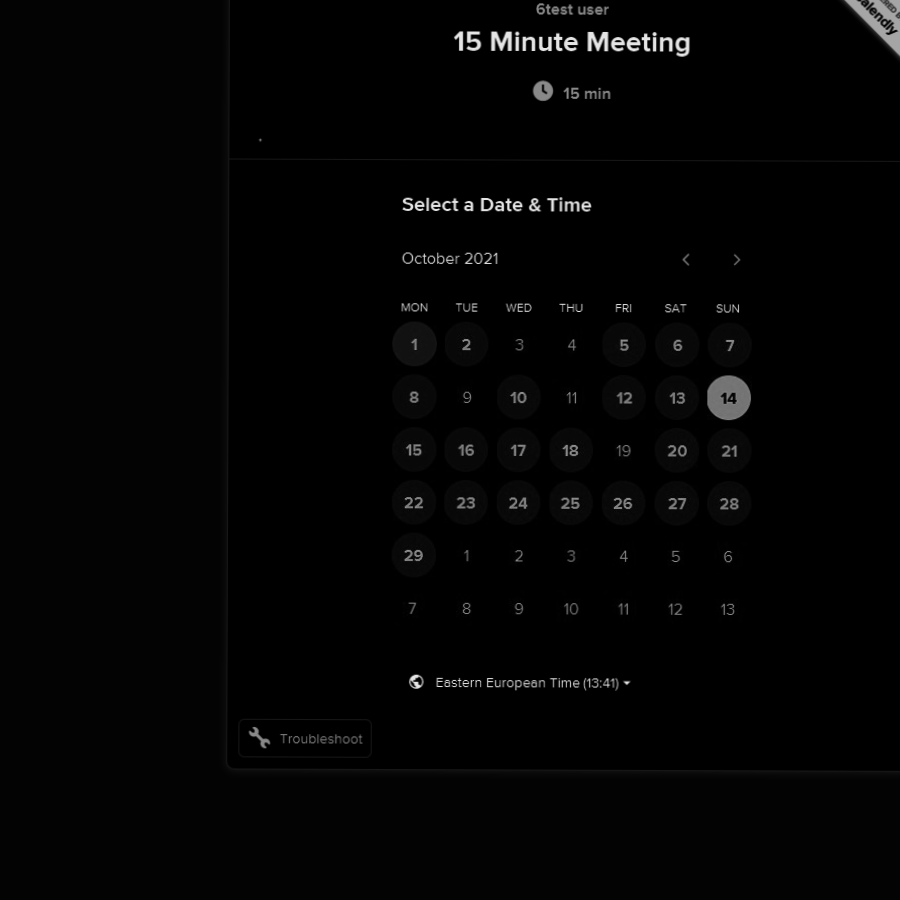 6test user
15 Minute Meeting
15 min
calendly
Select a Date & Time
October 2021
MON TUE WED THU FRI SAT SUN
1 2 3 4 5 6 7
8 9 10 11 12 13 14
15 16 17 18 19 20 21
22 23 24 25 26 27 28
29 1 2 3 4 5 6
7 8 9 10 11 12 13
Eastern European Time (13:41)
Troubleshoot